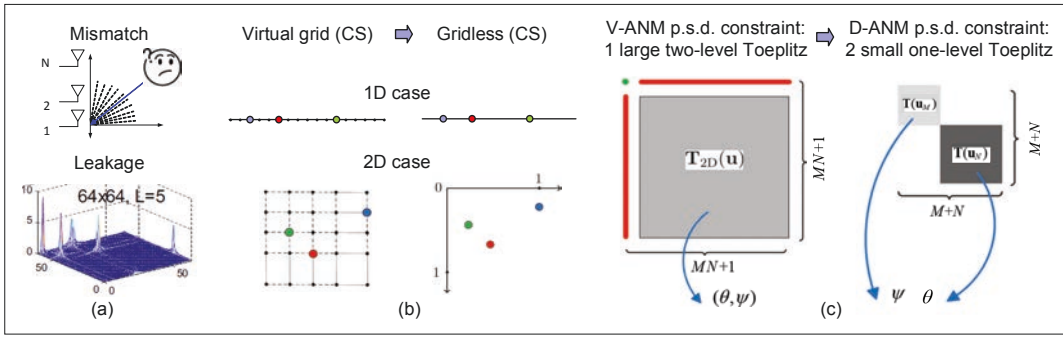 Mismatch
N
2
1
Leakage
64x64, L=5
10
5
0
50
0
0
50
(a)
Virtual grid (CS)
Gridless (CS)
1D case
2D case
0
1
1
(b)
V-ANM p.s.d. constraint:
1 large two-level Toeplitz
D-ANM p.s.d. constraint:
2 small one-level Toeplitz
T₂D(u)
MN+1
MN+1
(θ,ψ)
T(u_M)
T(u_N)
M+N
M+N
ψ θ
(c)